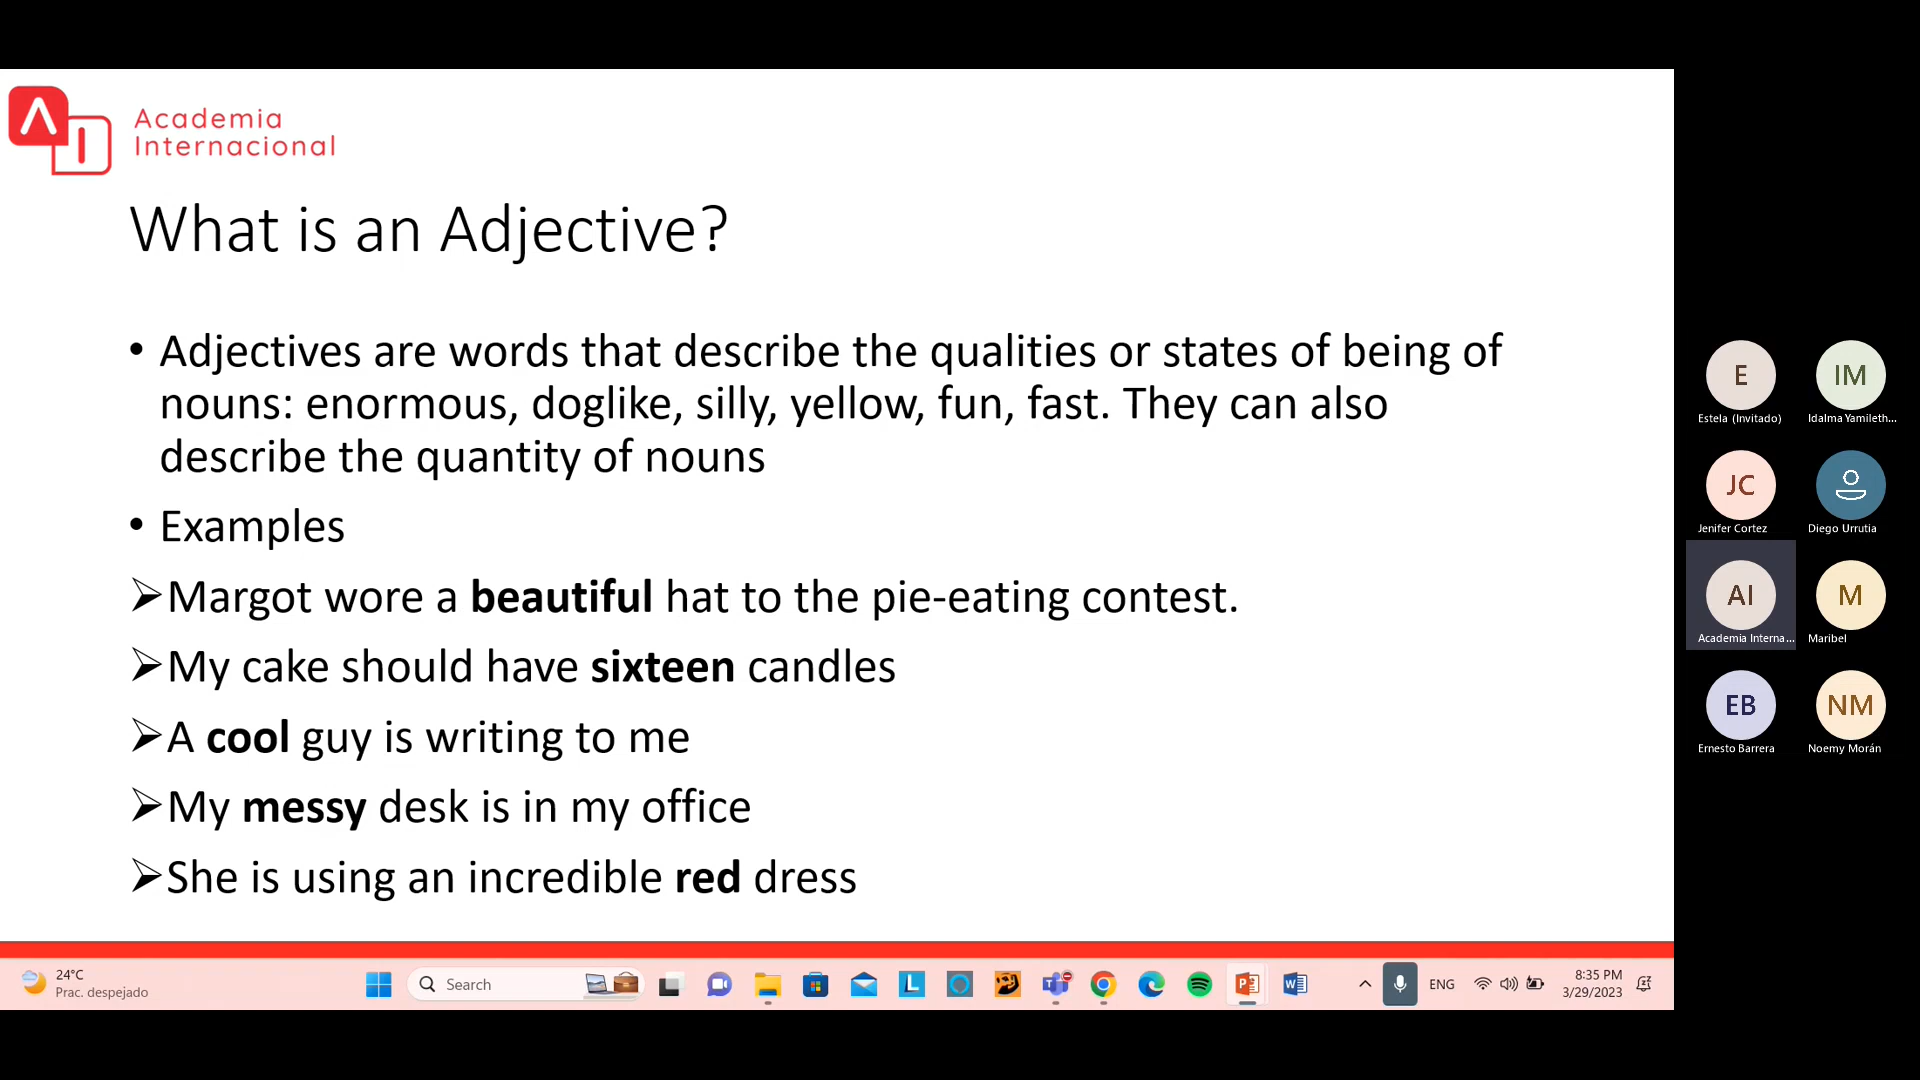 Academia
Internacional
What is an Adjective?
• Adjectives are words that describe the qualities or states of being of
nouns: enormous, doglike, silly, yellow, fun, fast. They can also
describe the quantity of nouns
• Examples
➢Margot wore a beautiful hat to the pie-eating contest.
➢My cake should have sixteen candles
➢A cool guy is writing to me
➢My messy desk is in my office
➢She is using an incredible red dress
E
Estela (Invitado)
IM
Idalma Yamileth...
JC
Jenifer Cortez
Diego Urrutia
AI
Academia Interna...
M
Maribel
EB
Ernesto Barrera
NM
Noemy Morán
24°C
Prac. despejado
Search
ENG
8:35 PM
3/29/2023